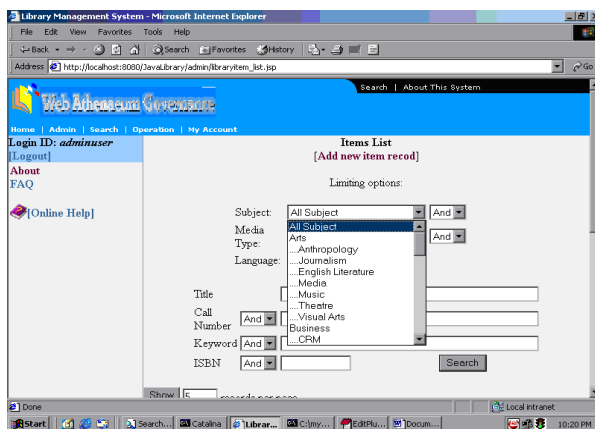 Library Management System - Microsoft Internet Explorer
File Edit View Favorites Tools Help
Back Search Favorites History
Address http://localhost:8080/JavaLibrary/admin/libraryitem_list.jsp Go
Search | About This System
Web Athenaeum Governance
Home | Admin | Search | Operation | My Account
Login ID: adminuser
[Logout]
About
FAQ
[Online Help]
Items List
[Add new item recod]
Limiting options:
Subject: All Subject And
All Subject
Arts
....Anthropology
....Journalism
....English Literature
....Media
....Music
....Theatre
....Visual Arts
Business
....CRM
Media Type: And
Language:
Title
Call Number And
Keyword And
ISBN And Search
Show 5 records per page
Done Local intranet
Start Search... Catalina Librar... C:\my... EditPlu... Docum... 10:20 PM